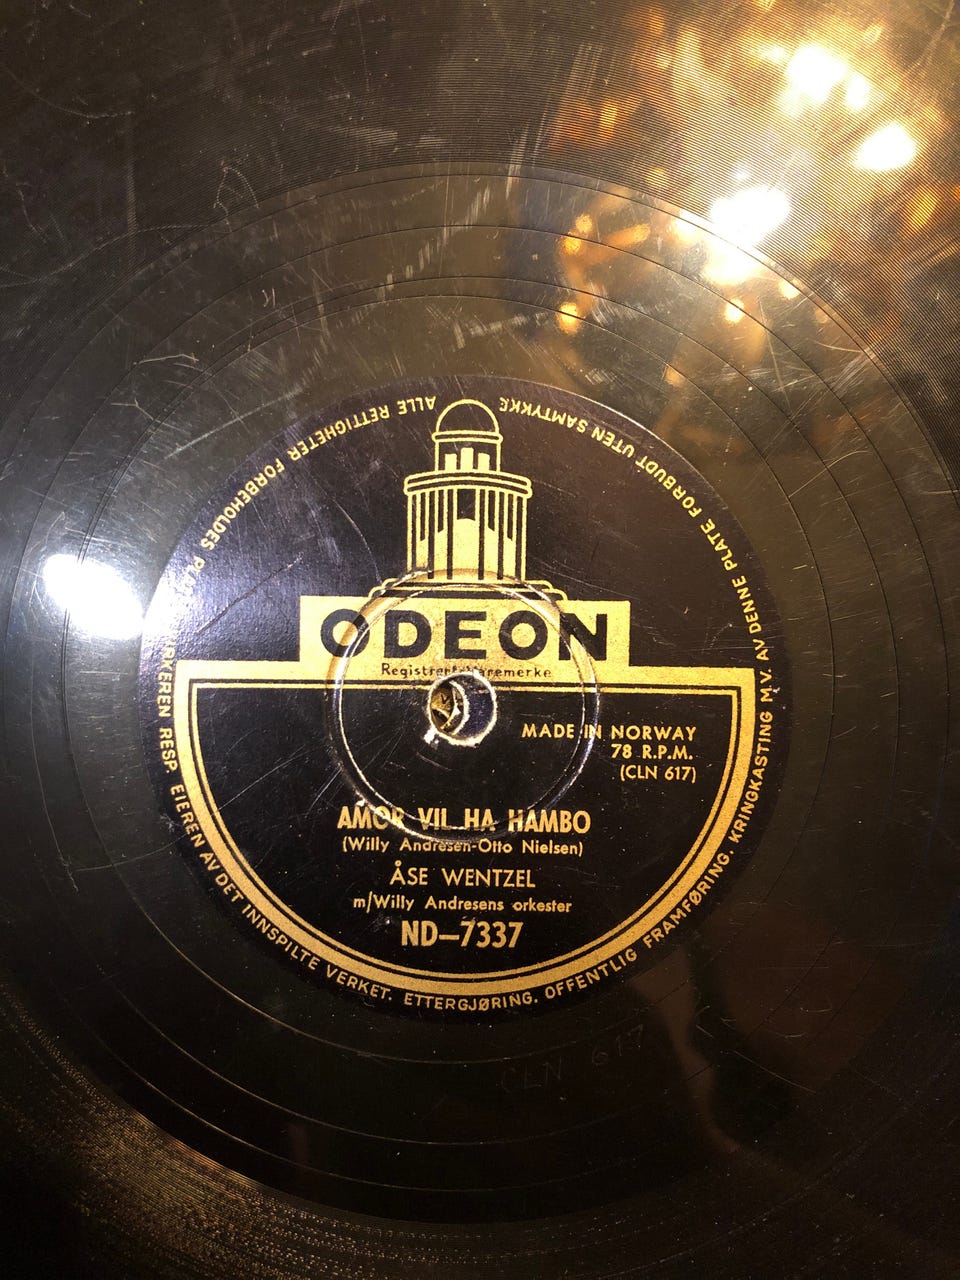 ALLE RETTIGHETER FORBEHOLDES
RESP. EIEREN AV DET INNSPILTE VERKET. ETTERGJØRING. OFFENTLIG FRAMFØRING. KRINGKASTING M.V. AV DENNE PLATE FORBUDT UTEN SAMTYKKE
ODEON
Registrert Varemerke
MADE IN NORWAY
78 R.P.M.
(CLN 617)
AMOR VIL HA HAMBO
(Willy Andresen-Otto Nielsen)
ÅSE WENTZEL
m/Willy Andresens orkester
ND—7337
CLN 617